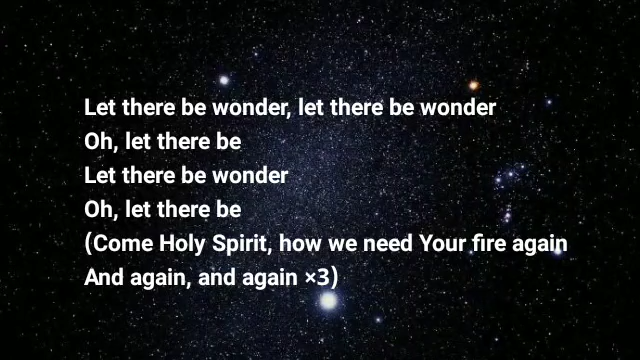 Let there be wonder, let there be wonder
Oh, let there be
Let there be wonder
Oh, let there be
(Come Holy Spirit, how we need Your fire again
And again, and again ×3)